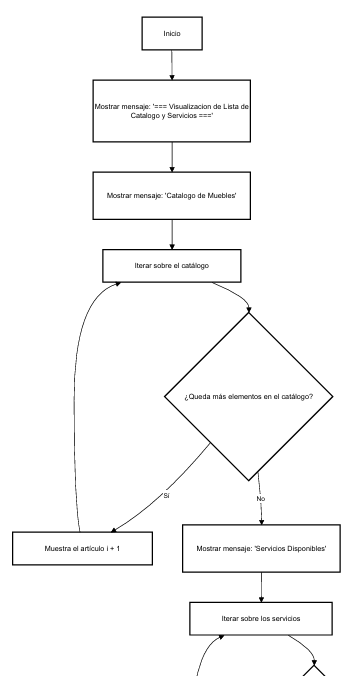 Inicio
Mostrar mensaje: '=== Visualizacion de Lista de
Catalogo y Servicios ==='
Mostrar mensaje: 'Catalogo de Muebles'
Iterar sobre el catálogo
¿Queda más elementos en el catálogo?
Sí
No
Muestra el artículo i + 1
Mostrar mensaje: 'Servicios Disponibles'
Iterar sobre los servicios